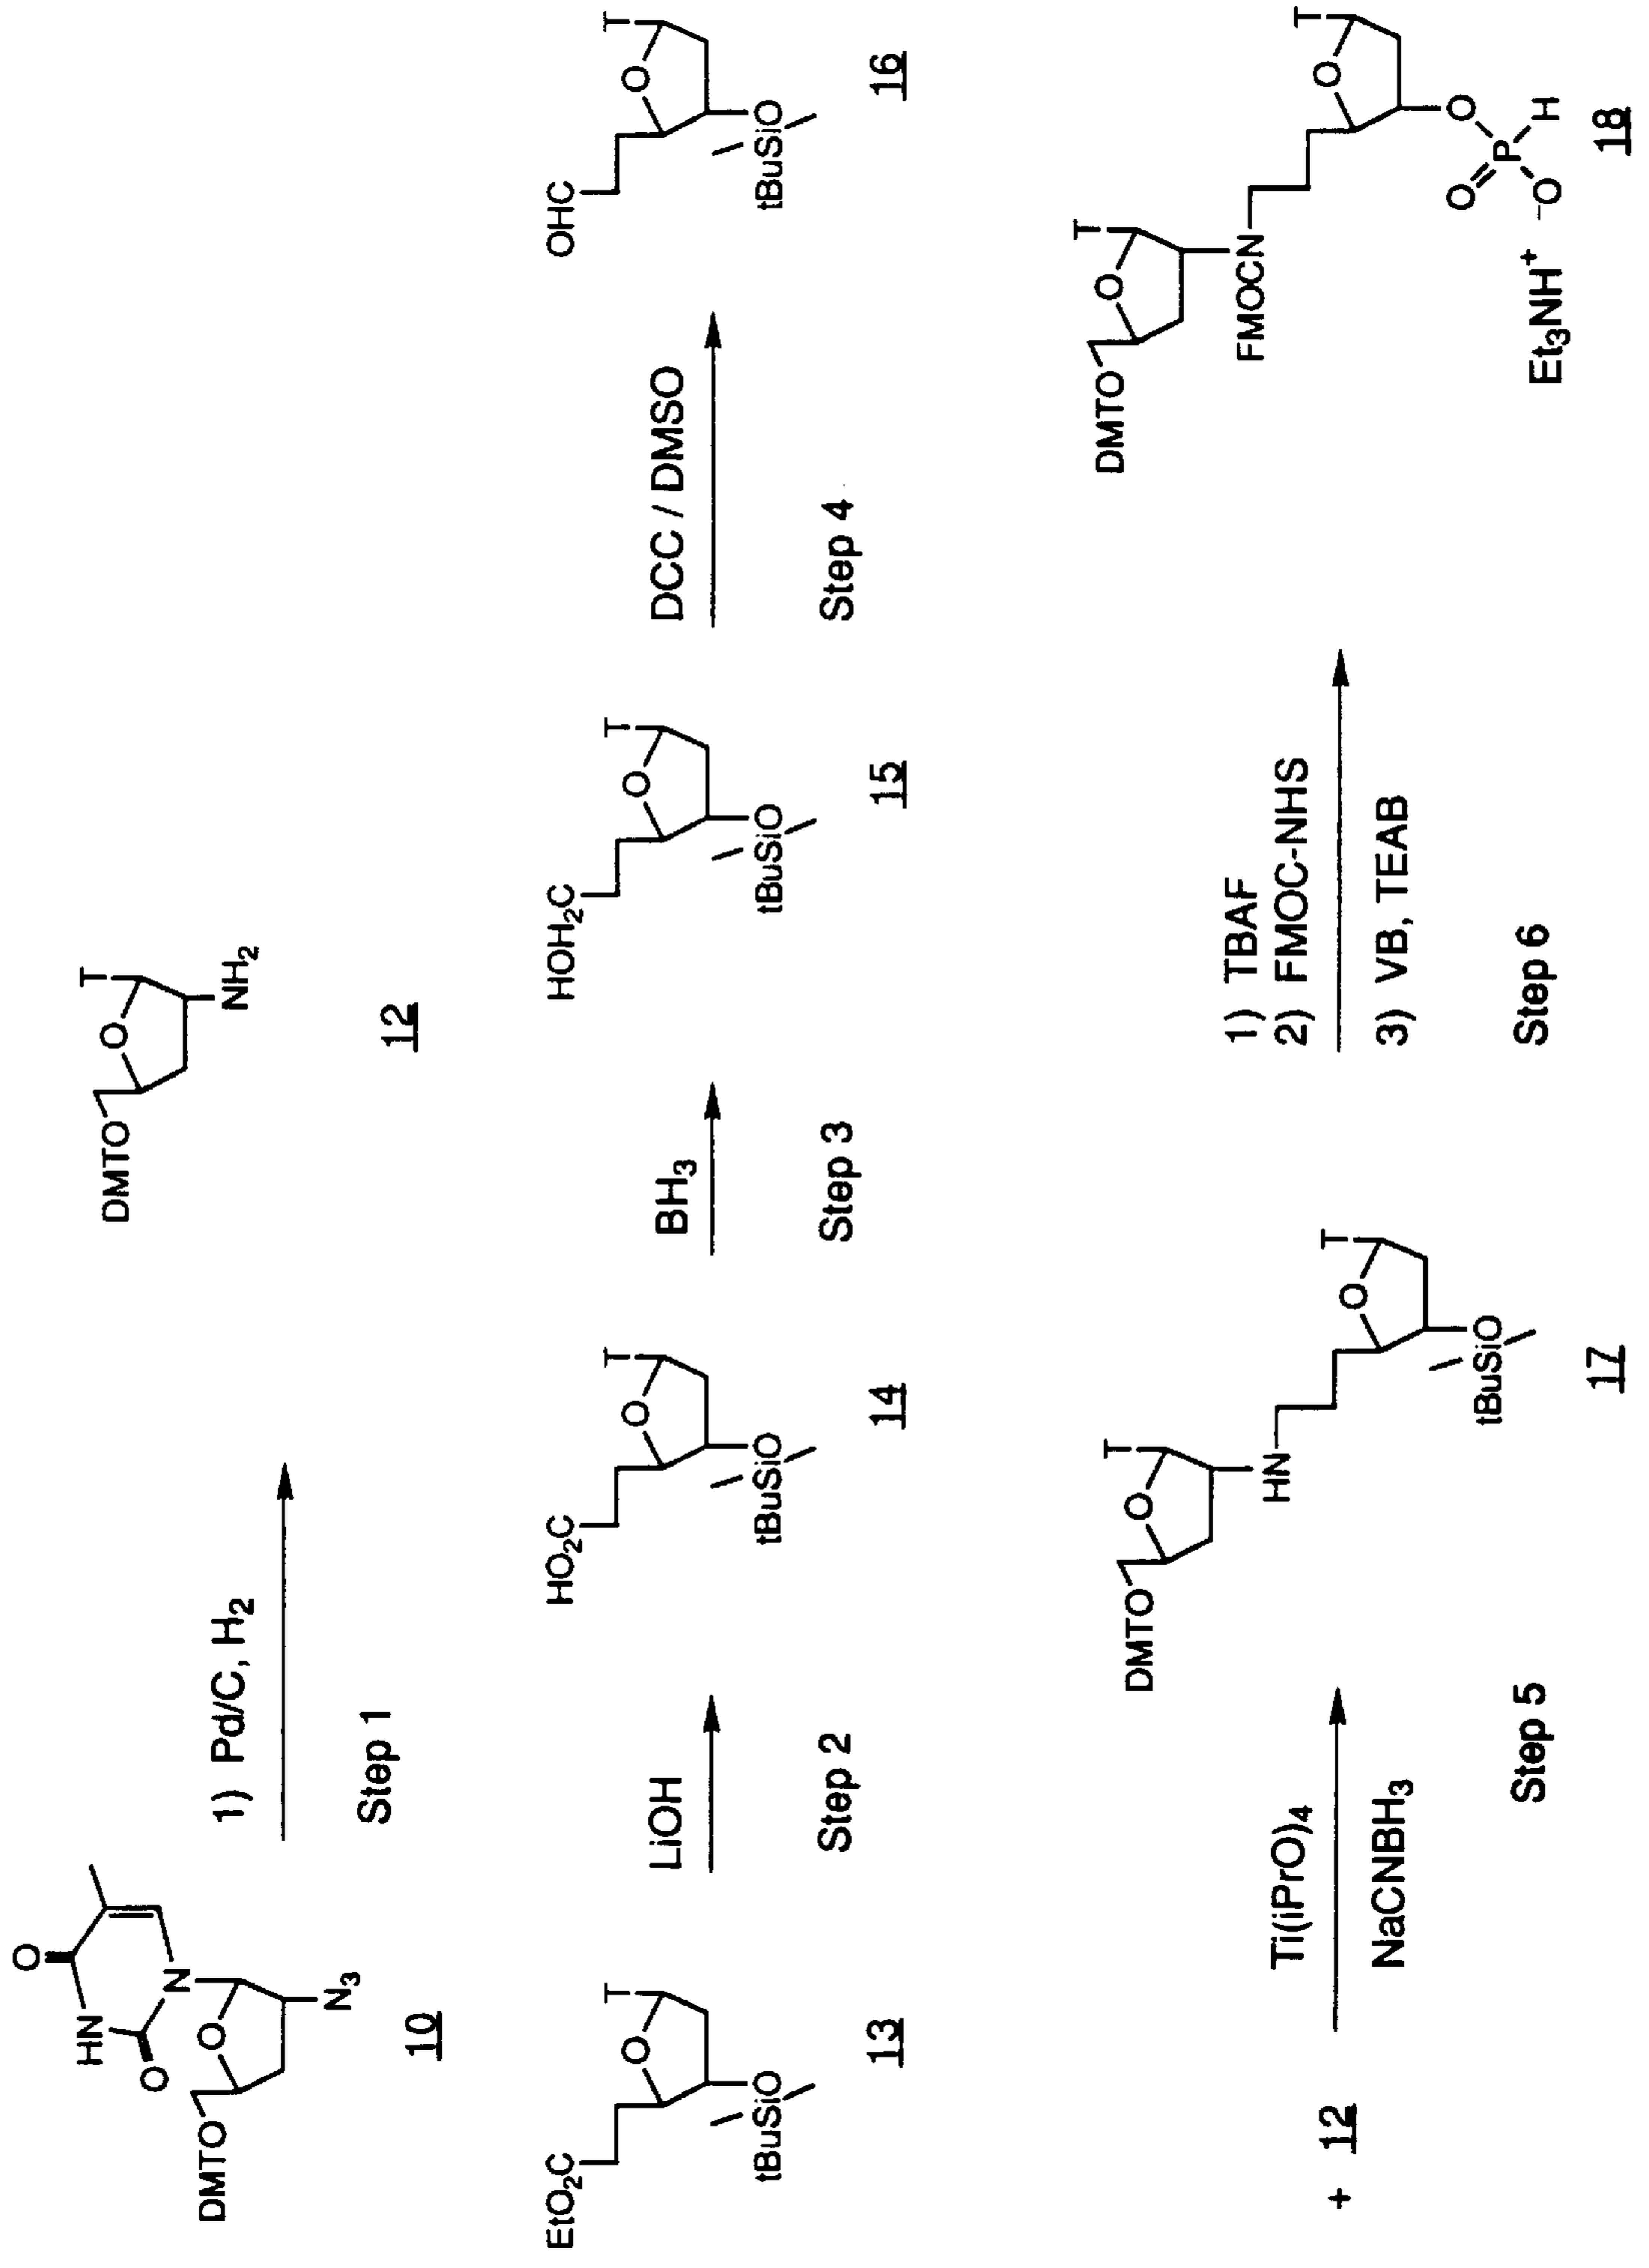 O
HN
O
N
1) Pd/C, H2
T
DMTO
O
N3
DMTO
O
NH2
10
Step 1
12
EtO2C
O
T
tBuSiO
13
LiOH
Step 2
HO2C
O
T
tBuSiO
14
BH3
Step 3
HOH2C
O
T
tBuSiO
15
DCC / DMSO
Step 4
OHC
O
T
tBuSiO
16
+ 12
Ti(iPrO)4
NaCNBH3
Step 5
DMTO
O
T
HN
O
T
tBuSiO
17
1) TBAF
2) FMOC-NHS
3) VB, TEAB
Step 6
DMTO
O
T
FMOCN
O
T
O
O
P
H
-O
Et3NH+
18